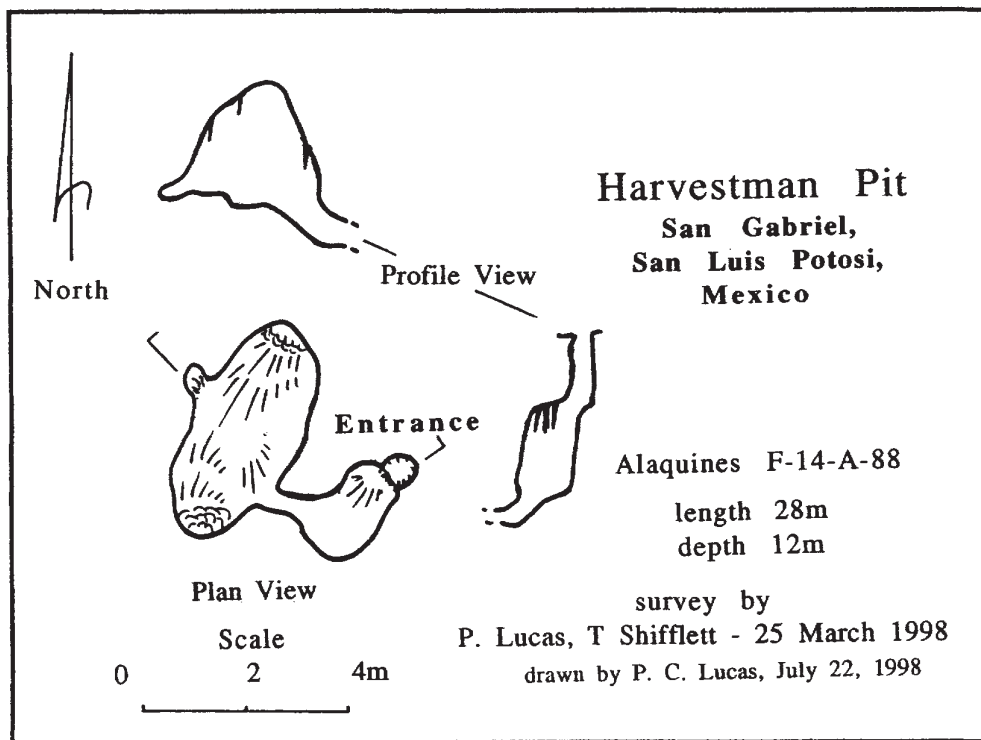 Harvestman Pit
San Gabriel,
San Luis Potosi,
Mexico
North
Profile View
Entrance
Alaquines F-14-A-88
length 28m
depth 12m
Plan View
survey by
Scale
P. Lucas, T Shifflett - 25 March 1998
0 2 4m
drawn by P. C. Lucas, July 22, 1998